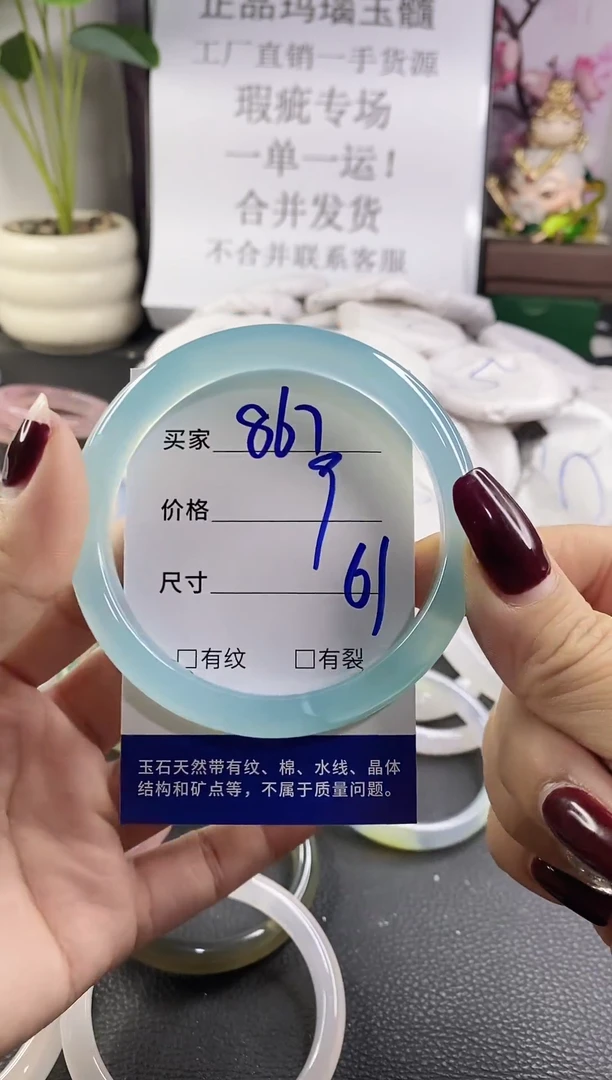 正品玛瑙玉髓
工厂直销一手货源
瑕疵专场
一单一运！
合并发货
不合并联系客服
买家 867
价格 9
尺寸 61
□有纹 □有裂
玉石天然带有纹、棉、水线、晶体
结构和矿点等，不属于质量问题。